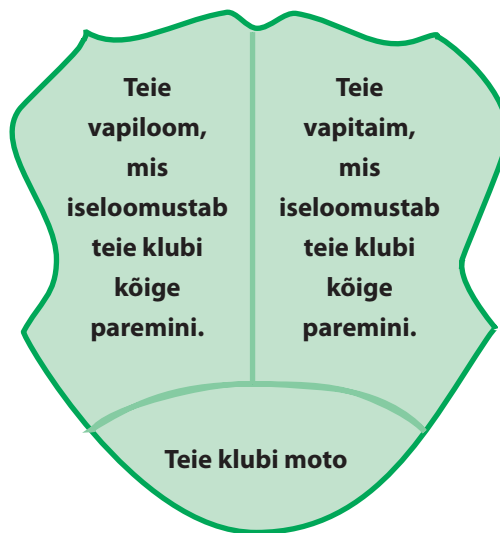 Teie
vapiloom,
mis
iseloomustab
teie klubi
kõige
paremini.
Teie
vapitaim,
mis
iseloomustab
teie klubi
kõige
paremini.
Teie klubi moto